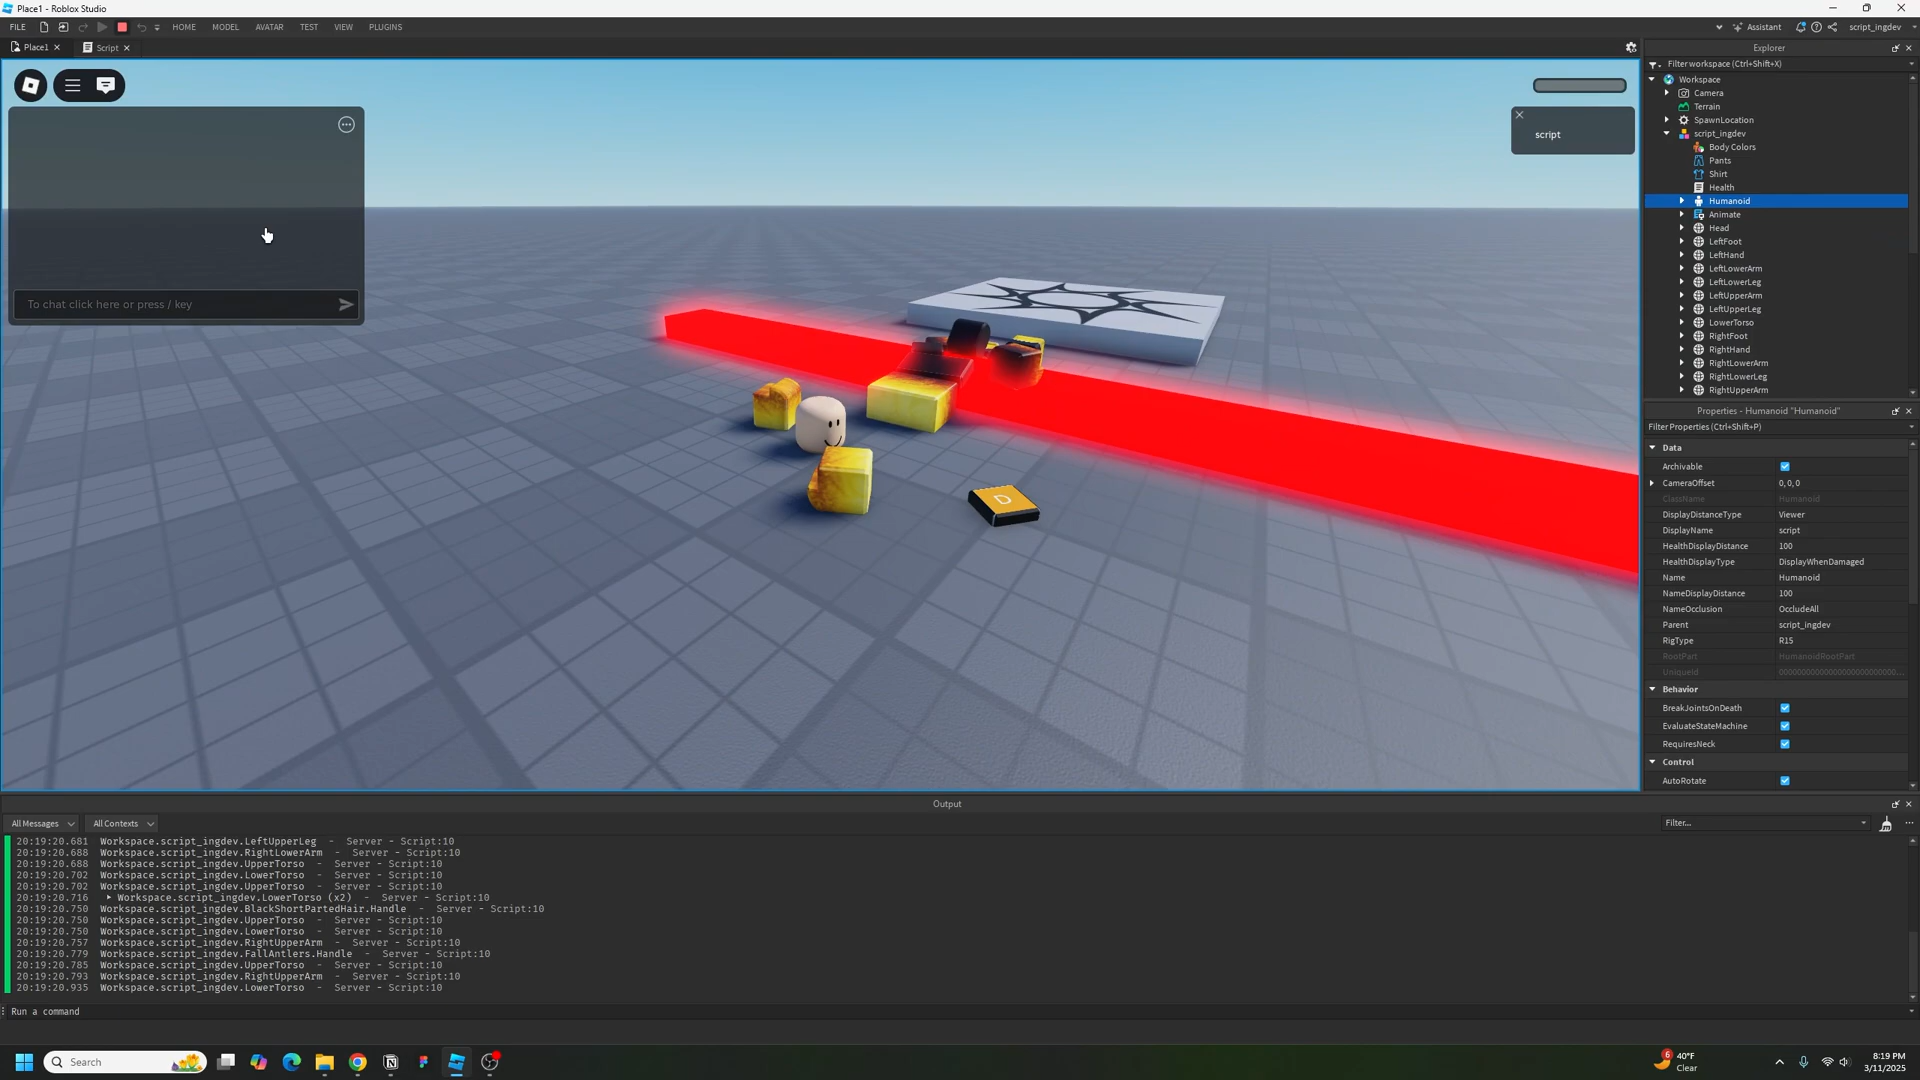 Place1 - Roblox Studio
FILE HOME MODEL AVATAR TEST VIEW PLUGINS Assistant script_ingdev
Place1 Script
Explorer
Filter workspace (Ctrl+Shift+X)
Workspace
Camera
Terrain
SpawnLocation
script_ingdev
Body Colors
Pants
Shirt
Health
Humanoid
Animate
Head
LeftFoot
LeftHand
LeftLowerArm
LeftLowerLeg
LeftUpperArm
LeftUpperLeg
LowerTorso
RightFoot
RightHand
RightLowerArm
RightLowerLeg
RightUpperArm
script
To chat click here or press / key
D
Properties - Humanoid "Humanoid"
Filter Properties (Ctrl+Shift+P)
Data
Archivable
CameraOffset 0, 0, 0
ClassName Humanoid
DisplayDistanceType Viewer
DisplayName script
HealthDisplayDistance 100
HealthDisplayType DisplayWhenDamaged
Name Humanoid
NameDisplayDistance 100
NameOcclusion OccludeAll
Parent script_ingdev
RigType R15
RootPart HumanoidRootPart
UniqueId
Behavior
BreakJointsOnDeath
EvaluateStateMachine
RequiresNeck
Control
AutoRotate
Output
All Messages All Contexts Filter...
20:19:20.681 Workspace.script_ingdev.LeftUpperLeg - Server - Script:10
20:19:20.688 Workspace.script_ingdev.RightLowerArm - Server - Script:10
20:19:20.688 Workspace.script_ingdev.UpperTorso - Server - Script:10
20:19:20.702 Workspace.script_ingdev.LowerTorso - Server - Script:10
20:19:20.702 Workspace.script_ingdev.UpperTorso - Server - Script:10
20:19:20.716 Workspace.script_ingdev.LowerTorso (x2) - Server - Script:10
20:19:20.750 Workspace.script_ingdev.BlackShortPartedHair.Handle - Server - Script:10
20:19:20.750 Workspace.script_ingdev.UpperTorso - Server - Script:10
20:19:20.750 Workspace.script_ingdev.LowerTorso - Server - Script:10
20:19:20.757 Workspace.script_ingdev.RightUpperArm - Server - Script:10
20:19:20.779 Workspace.script_ingdev.FallAntlers.Handle - Server - Script:10
20:19:20.785 Workspace.script_ingdev.UpperTorso - Server - Script:10
20:19:20.793 Workspace.script_ingdev.RightUpperArm - Server - Script:10
20:19:20.935 Workspace.script_ingdev.LowerTorso - Server - Script:10
Run a command
Search
6
40°F
Clear
8:19 PM
3/11/2025